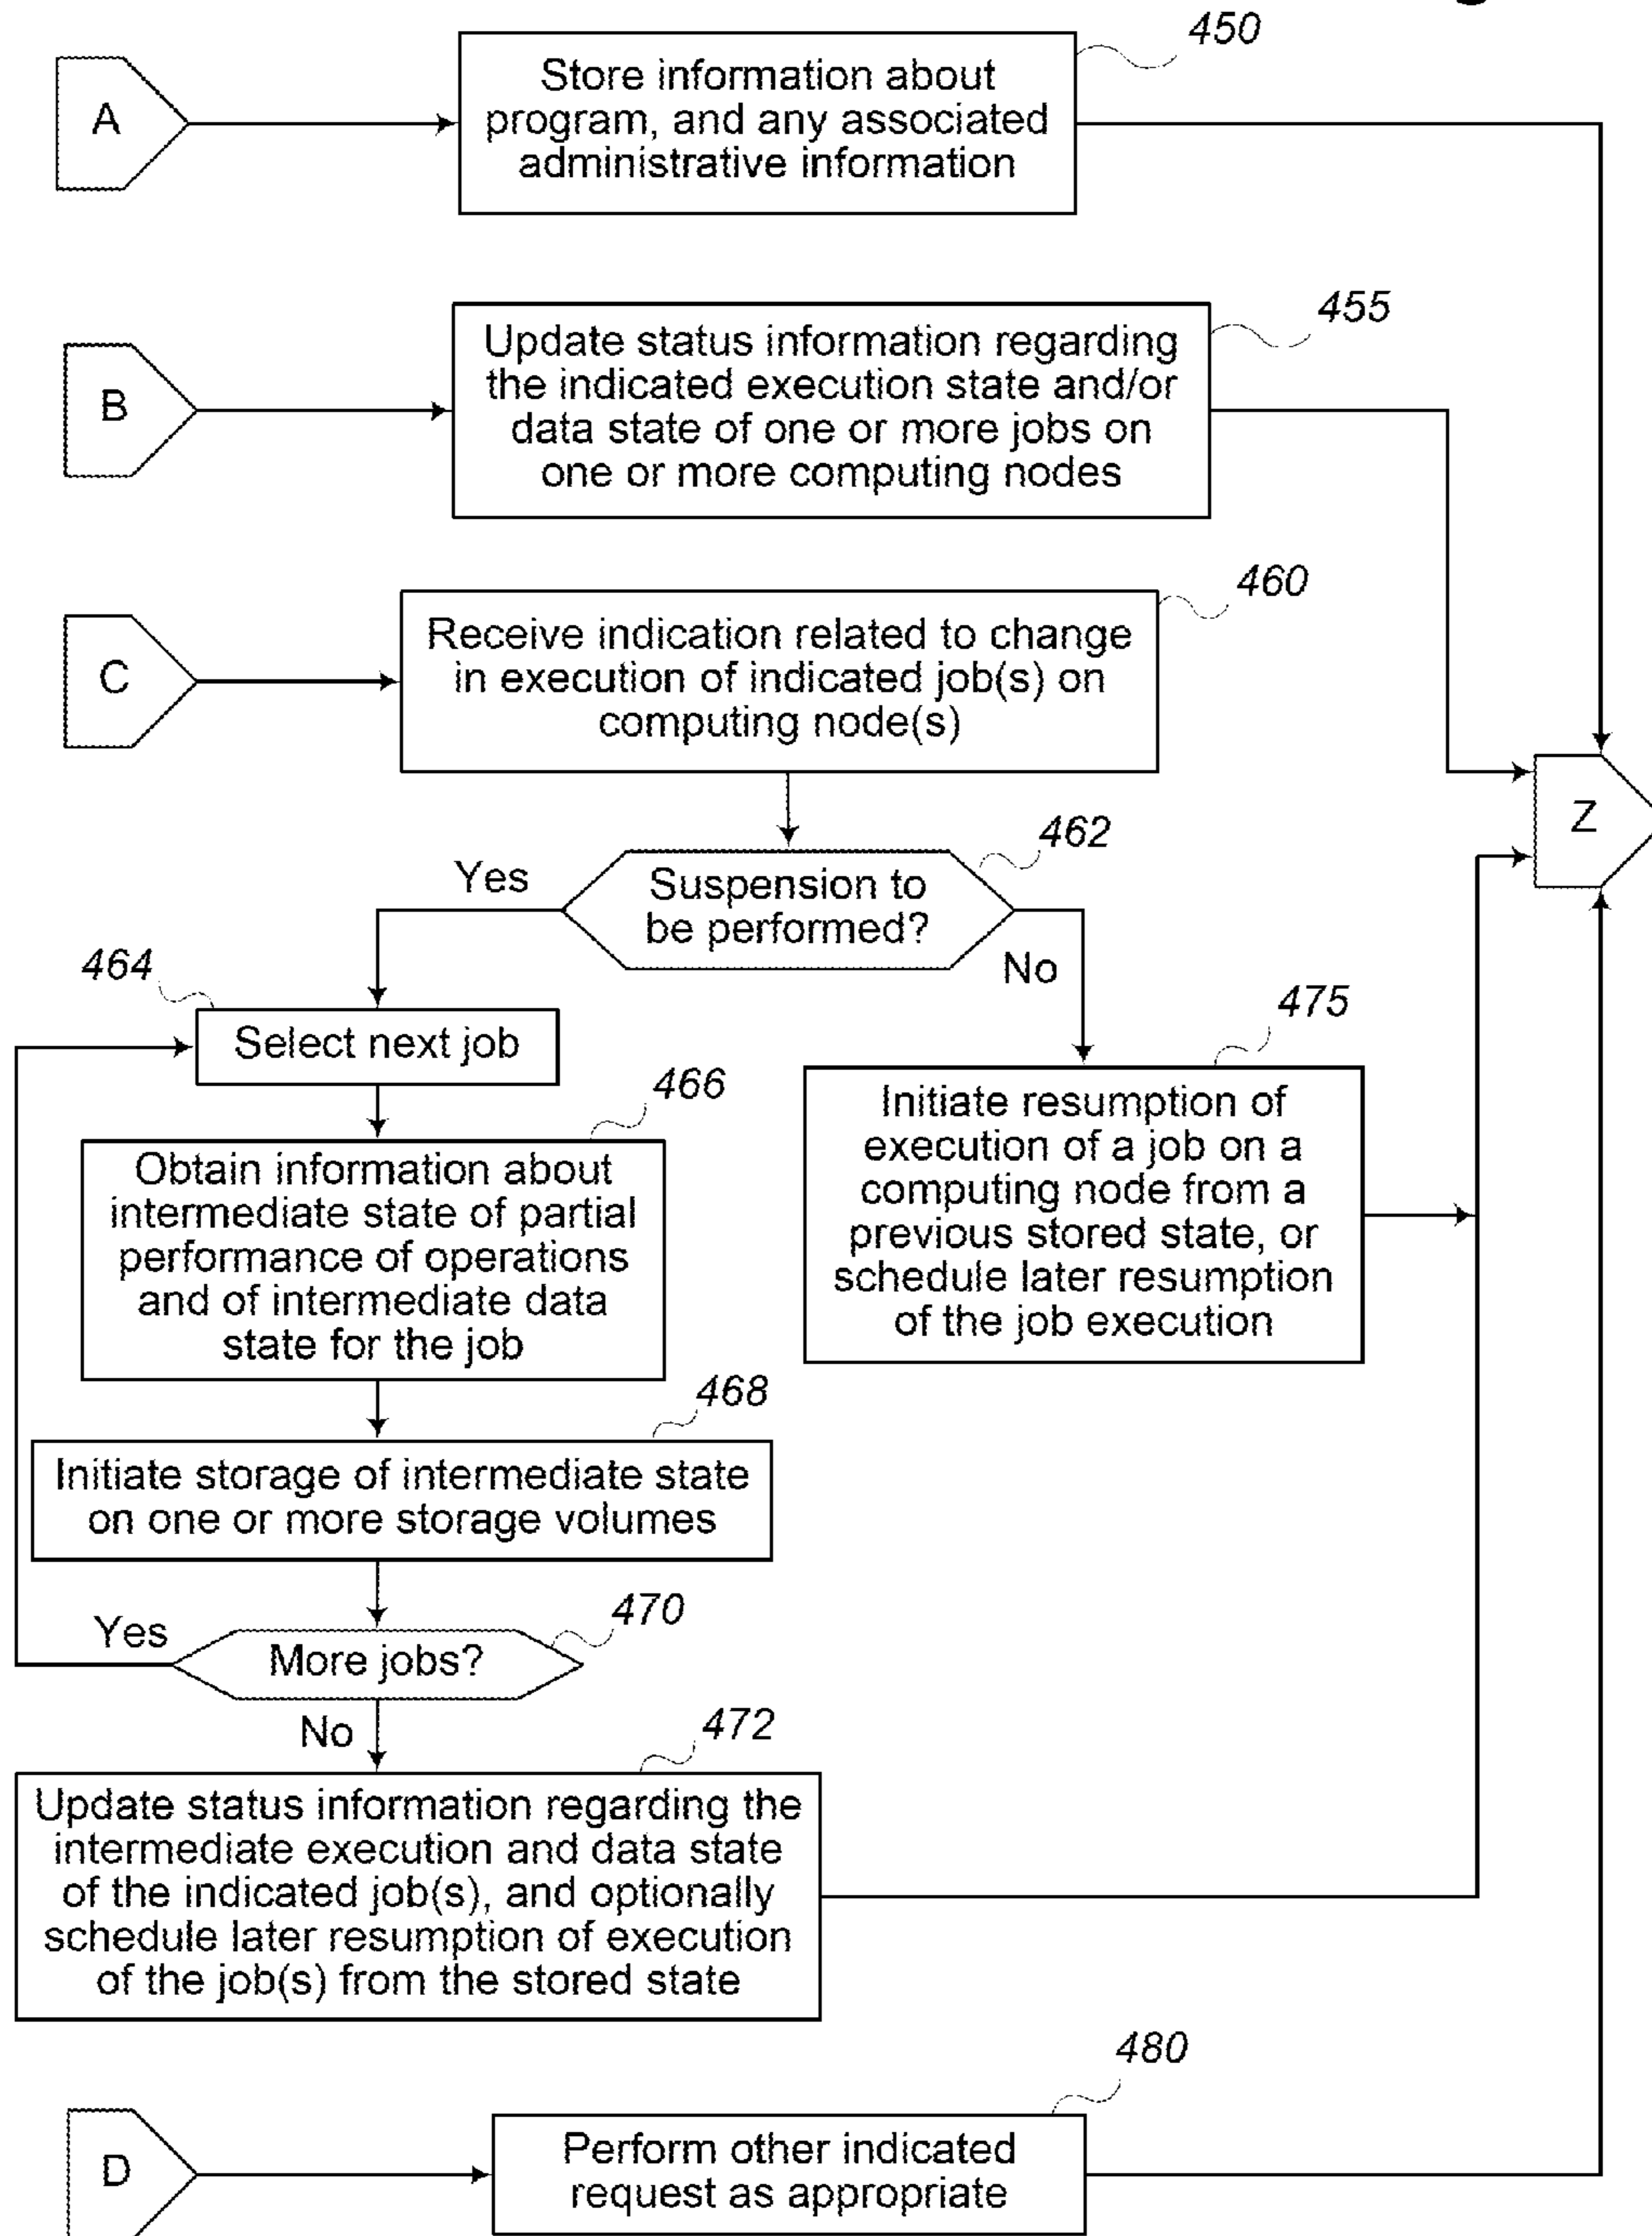 450
A
Store information about
program, and any associated
administrative information
455
B
Update status information regarding
the indicated execution state and/or
data state of one or more jobs on
one or more computing nodes
460
C
Receive indication related to change
in execution of indicated job(s) on
computing node(s)
Z
462
Yes
Suspension to
be performed?
No
464
Select next job
475
466
Initiate resumption of
execution of a job on a
computing node from a
previous stored state, or
schedule later resumption
of the job execution
Obtain information about
intermediate state of partial
performance of operations
and of intermediate data
state for the job
468
Initiate storage of intermediate state
on one or more storage volumes
470
Yes
More jobs?
No
472
Update status information regarding the
intermediate execution and data state
of the indicated job(s), and optionally
schedule later resumption of execution
of the job(s) from the stored state
480
D
Perform other indicated
request as appropriate